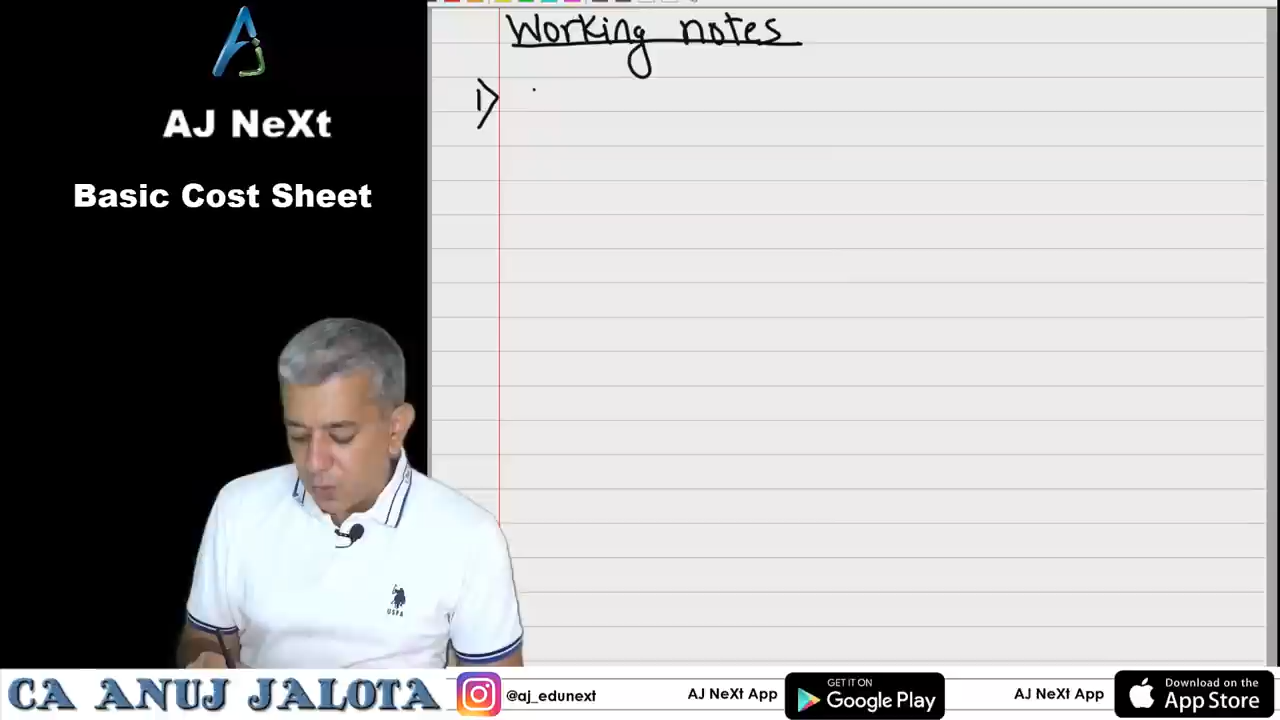 Aj
AJ NeXt
Basic Cost Sheet
Working notes
1)
USPA
CA ANUJ JALOTA
@aj_edunext
AJ NeXt App
GET IT ON
Google Play
AJ NeXt App
Download on the
App Store